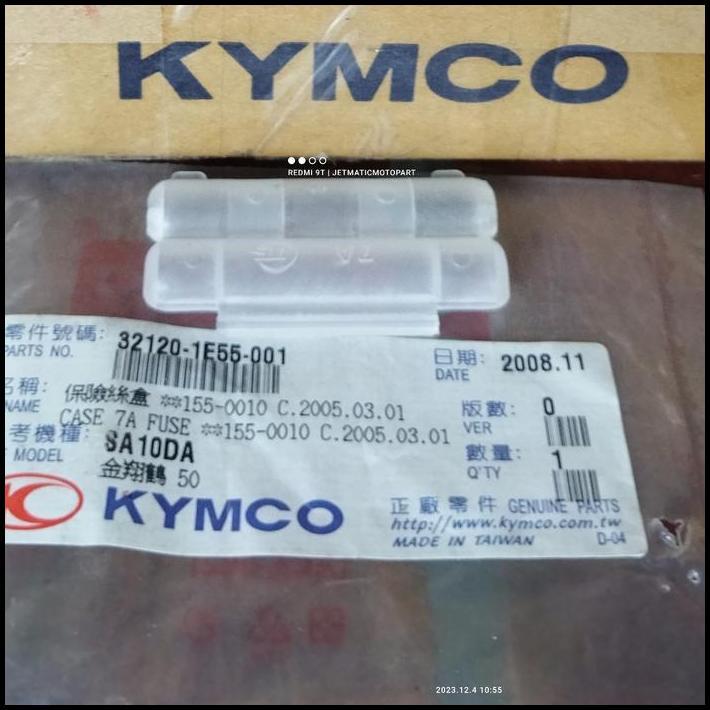 KYMCO
REDMI 9T | JETMATICMOTOPART
7A
零件號碼: 32120-1E55-001
PARTS NO.
日期: 2008.11
DATE
名稱: 保險絲盒 **155-0010 C.2005.03.01
NAME CASE 7A FUSE **155-0010 C.2005.03.01
版數: 0
VER
考機種: SA10DA
MODEL 金翔鶴 50
數量: 1
Q'TY
KYMCO
正廠零件 GENUINE PARTS
http://www.kymco.com.tw
MADE IN TAIWAN D-04
2023.12.4 10:55